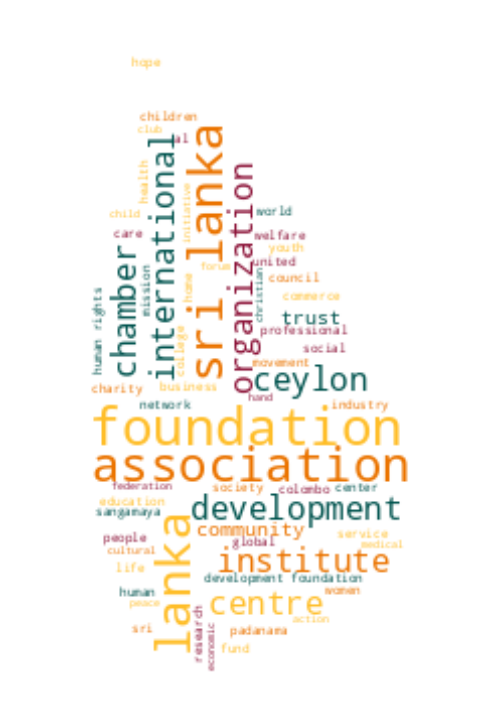 hope
children
club
al
sri lanka
international
health
initiative
organization
child
world
care
welfare
youth
chamber
united
forum
mission
christian
council
home
human rights
commerce
trust
college
professional
social
movement
ceylon
charity
business
hand
network
industry
foundation
association
federation
society
colombo
center
education
development
sangamaya
lanka
community
people
global
service
medical
cultural
institute
life
development foundation
human
women
peace
centre
research
action
economic
sri
padanama
fund